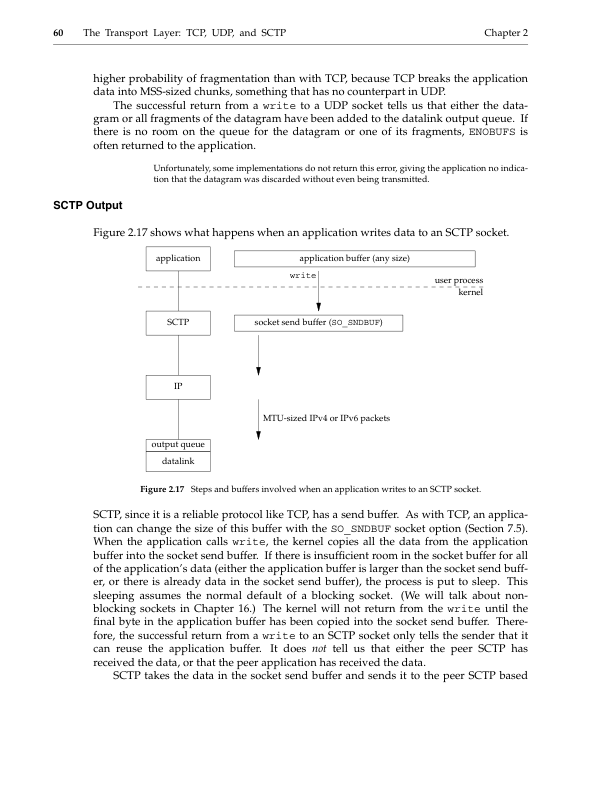 60 The Transport Layer: TCP, UDP, and SCTP Chapter 2
higher probability of fragmentation than with TCP, because TCP breaks the application
data into MSS-sized chunks, something that has no counterpart in UDP.
The successful return from a write to a UDP socket tells us that either the data-
gram or all fragments of the datagram have been added to the datalink output queue. If
there is no room on the queue for the datagram or one of its fragments, ENOBUFS is
often returned to the application.
Unfortunately, some implementations do not return this error, giving the application no indica-
tion that the datagram was discarded without even being transmitted.
SCTP Output
Figure 2.17 shows what happens when an application writes data to an SCTP socket.
application
application buffer (any size)
write
user process
kernel
SCTP
socket send buffer (SO_SNDBUF)
IP
MTU-sized IPv4 or IPv6 packets
output queue
datalink
Figure 2.17 Steps and buffers involved when an application writes to an SCTP socket.
SCTP, since it is a reliable protocol like TCP, has a send buffer. As with TCP, an applica-
tion can change the size of this buffer with the SO_SNDBUF socket option (Section 7.5).
When the application calls write, the kernel copies all the data from the application
buffer into the socket send buffer. If there is insufficient room in the socket buffer for all
of the application's data (either the application buffer is larger than the socket send buff-
er, or there is already data in the socket send buffer), the process is put to sleep. This
sleeping assumes the normal default of a blocking socket. (We will talk about non-
blocking sockets in Chapter 16.) The kernel will not return from the write until the
final byte in the application buffer has been copied into the socket send buffer. There-
fore, the successful return from a write to an SCTP socket only tells the sender that it
can reuse the application buffer. It does not tell us that either the peer SCTP has
received the data, or that the peer application has received the data.
SCTP takes the data in the socket send buffer and sends it to the peer SCTP based